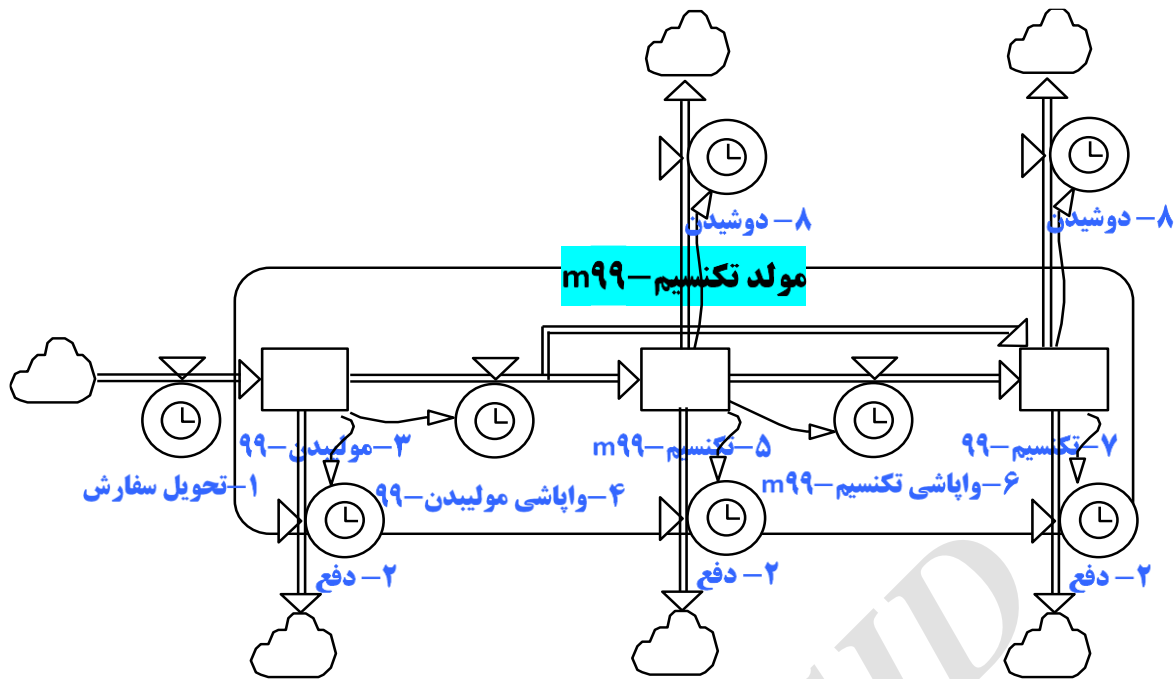 ۸– دوشیدن
۸– دوشیدن
مولد تکنسیم–m۹۹
۳–مولیبدن–۹۹
۵–تکنسیم–m۹۹
۷–تکنسیم–۹۹
۱–تحویل سفارش
۴–واپاشی مولیبدن–۹۹
۶–واپاشی تکنسیم–m۹۹
۲– دفع
۲– دفع
۲– دفع